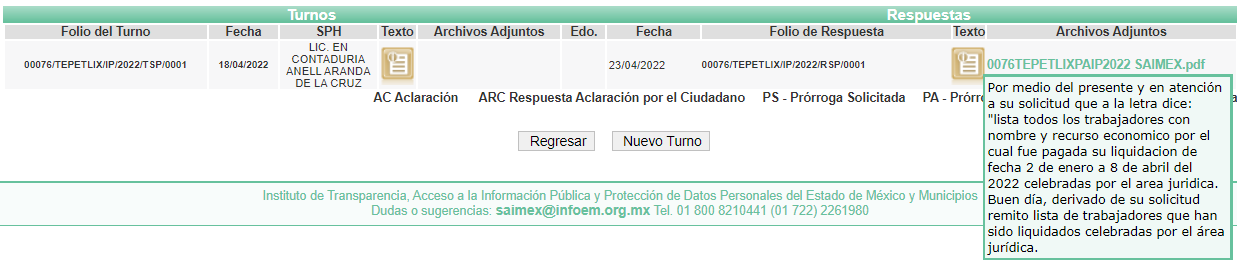 Turnos Respuestas
Folio del Turno Fecha SPH Texto Archivos Adjuntos Edo. Fecha Folio de Respuesta Texto Archivos Adjuntos
00076/TEPETLIX/IP/2022/TSP/0001 18/04/2022 LIC. EN
CONTADURIA
ANELL ARANDA
DE LA CRUZ
23/04/2022 00076/TEPETLIX/IP/2022/RSP/0001 0076TEPETLIXPAIP2022 SAIMEX.pdf
AC Aclaración ARC Respuesta Aclaración por el Ciudadano PS - Prórroga Solicitada PA - Prórro
Por medio del presente y en atención
a su solicitud que a la letra dice:
"lista todos los trabajadores con
nombre y recurso economico por el
cual fue pagada su liquidacion de
fecha 2 de enero a 8 de abril del
2022 celebradas por el area juridica.
Buen día, derivado de su solicitud
remito lista de trabajadores que han
sido liquidados celebradas por el área
jurídica.
Regresar Nuevo Turno
Instituto de Transparencia, Acceso a la Información Pública y Protección de Datos Personales del Estado de México y Municipios
Dudas o sugerencias: saimex@infoem.org.mx Tel. 01 800 8210441 (01 722) 2261980